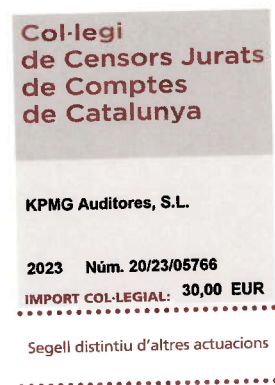 Col·legi
de Censors Jurats
de Comptes
de Catalunya
KPMG Auditores, S.L.
2023 Núm. 20/23/05766
IMPORT COL·LEGIAL: 30,00 EUR
Segell distintiu d'altres actuacions